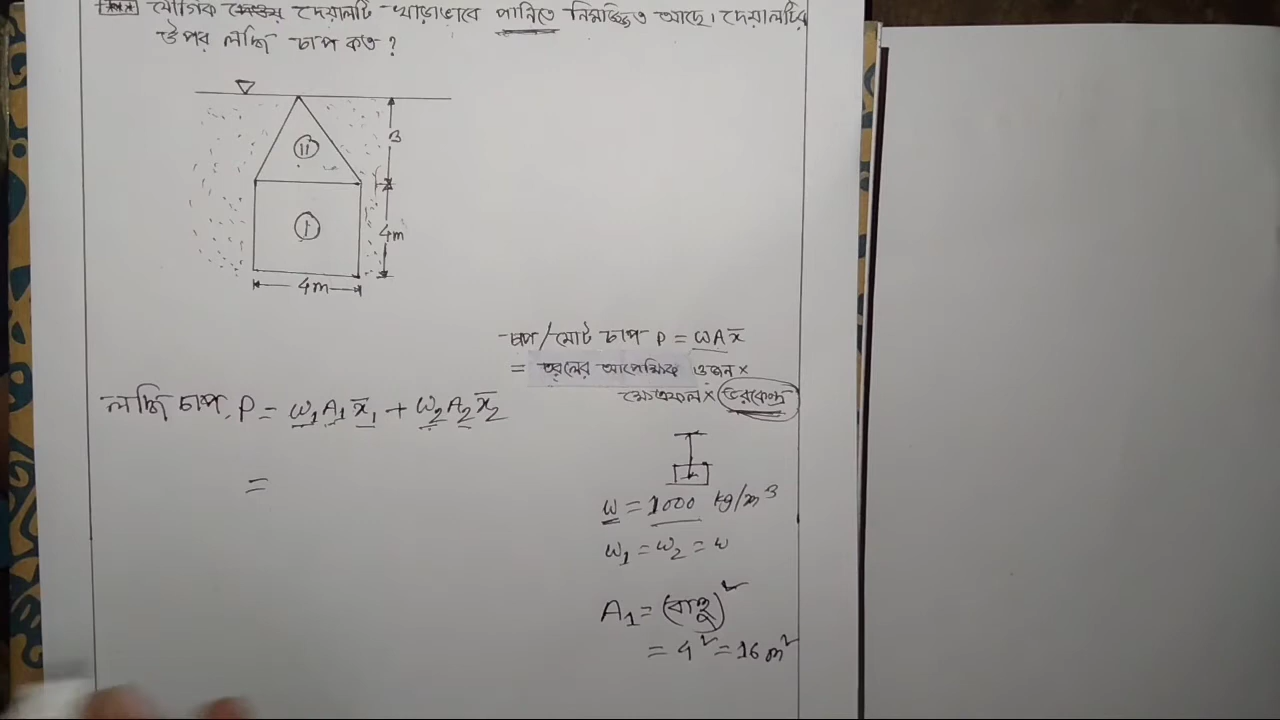 যৌগিক দেয়ালটি খাড়াভাবে পানিতে নিমজ্জিত আছে। দেয়ালটির
উপর লব্ধি চাপ কত ?
3
II
I
4m
4m
চাপ/মোট চাপ P = ωAx̄
= তরলের আপেক্ষিক ওজন ×
ক্ষেত্রফল × ভরকেন্দ্র
লব্ধি চাপ, P = ω₁A₁x̄₁ + ω₂A₂x̄₂
=
ω = 1000 kg/m³
ω₁ = ω₂ = ω
A₁ = (বাহু)²
= 4² = 16 m²